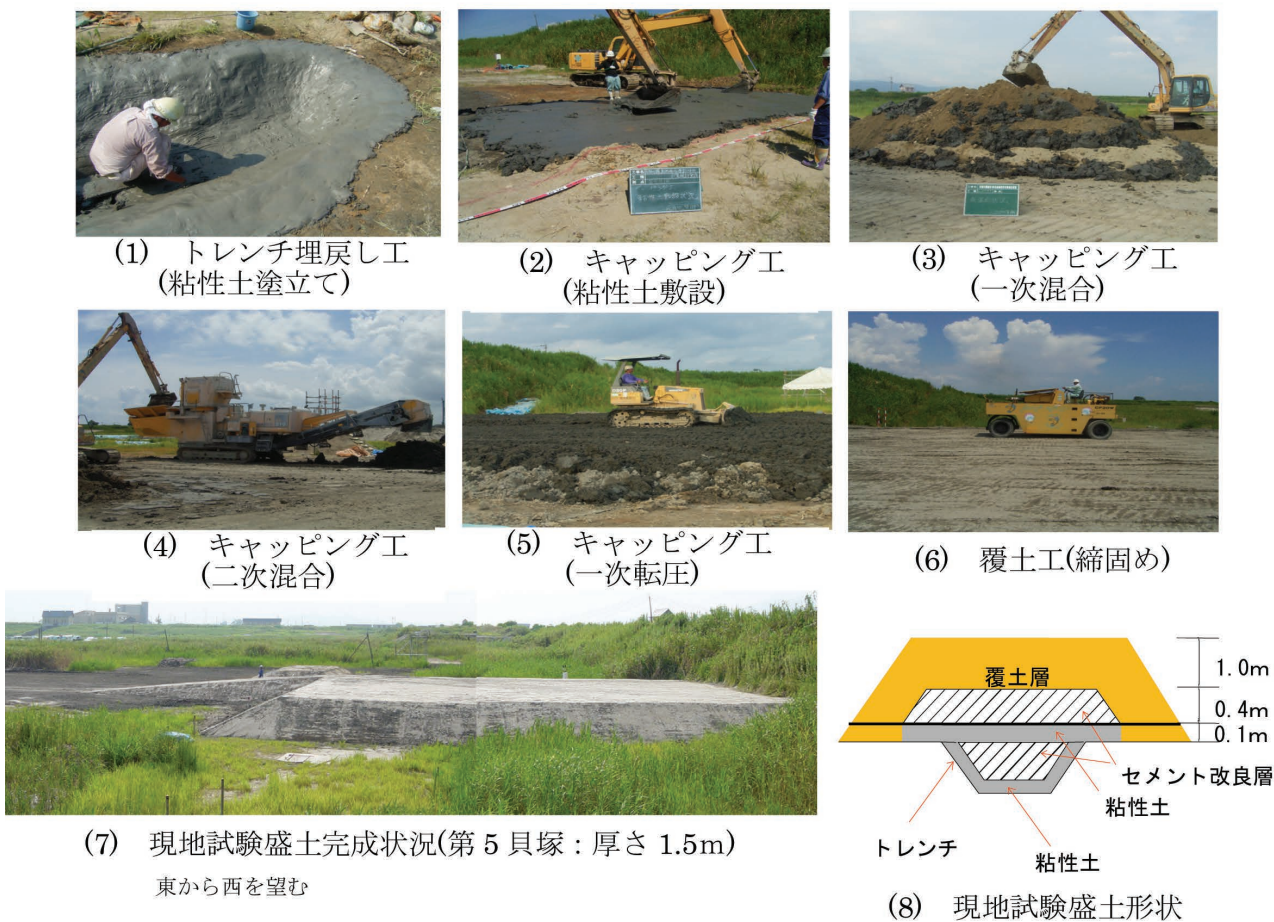 (1) トレンチ埋戻し工
(粘性土塗立て)
(2) キャッピング工
(粘性土敷設)
(3) キャッピング工
(一次混合)
(4) キャッピング工
(二次混合)
(5) キャッピング工
(一次転圧)
(6) 覆土工(締固め)
(7) 現地試験盛土完成状況(第 5 貝塚：厚さ 1.5m)
東から西を望む
覆土層
1.0m
0.4m
0.1m
セメント改良層
粘性土
トレンチ
粘性土
(8) 現地試験盛土形状